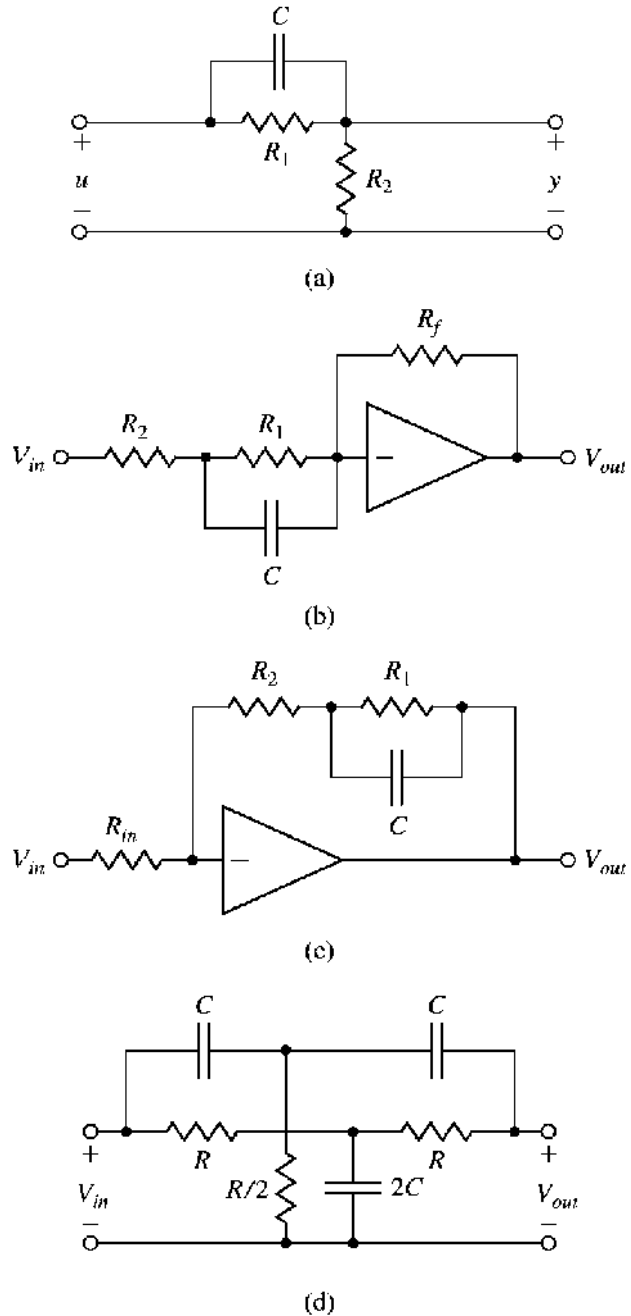 C
R1
+ +
u R2 y
− −
(a)
Rf
R2 R1
Vin − Vout
C
(b)
R2 R1
C
Rin
Vin − Vout
(c)
C C
R R
+ +
Vin R/2 2C Vout
− −
(d)